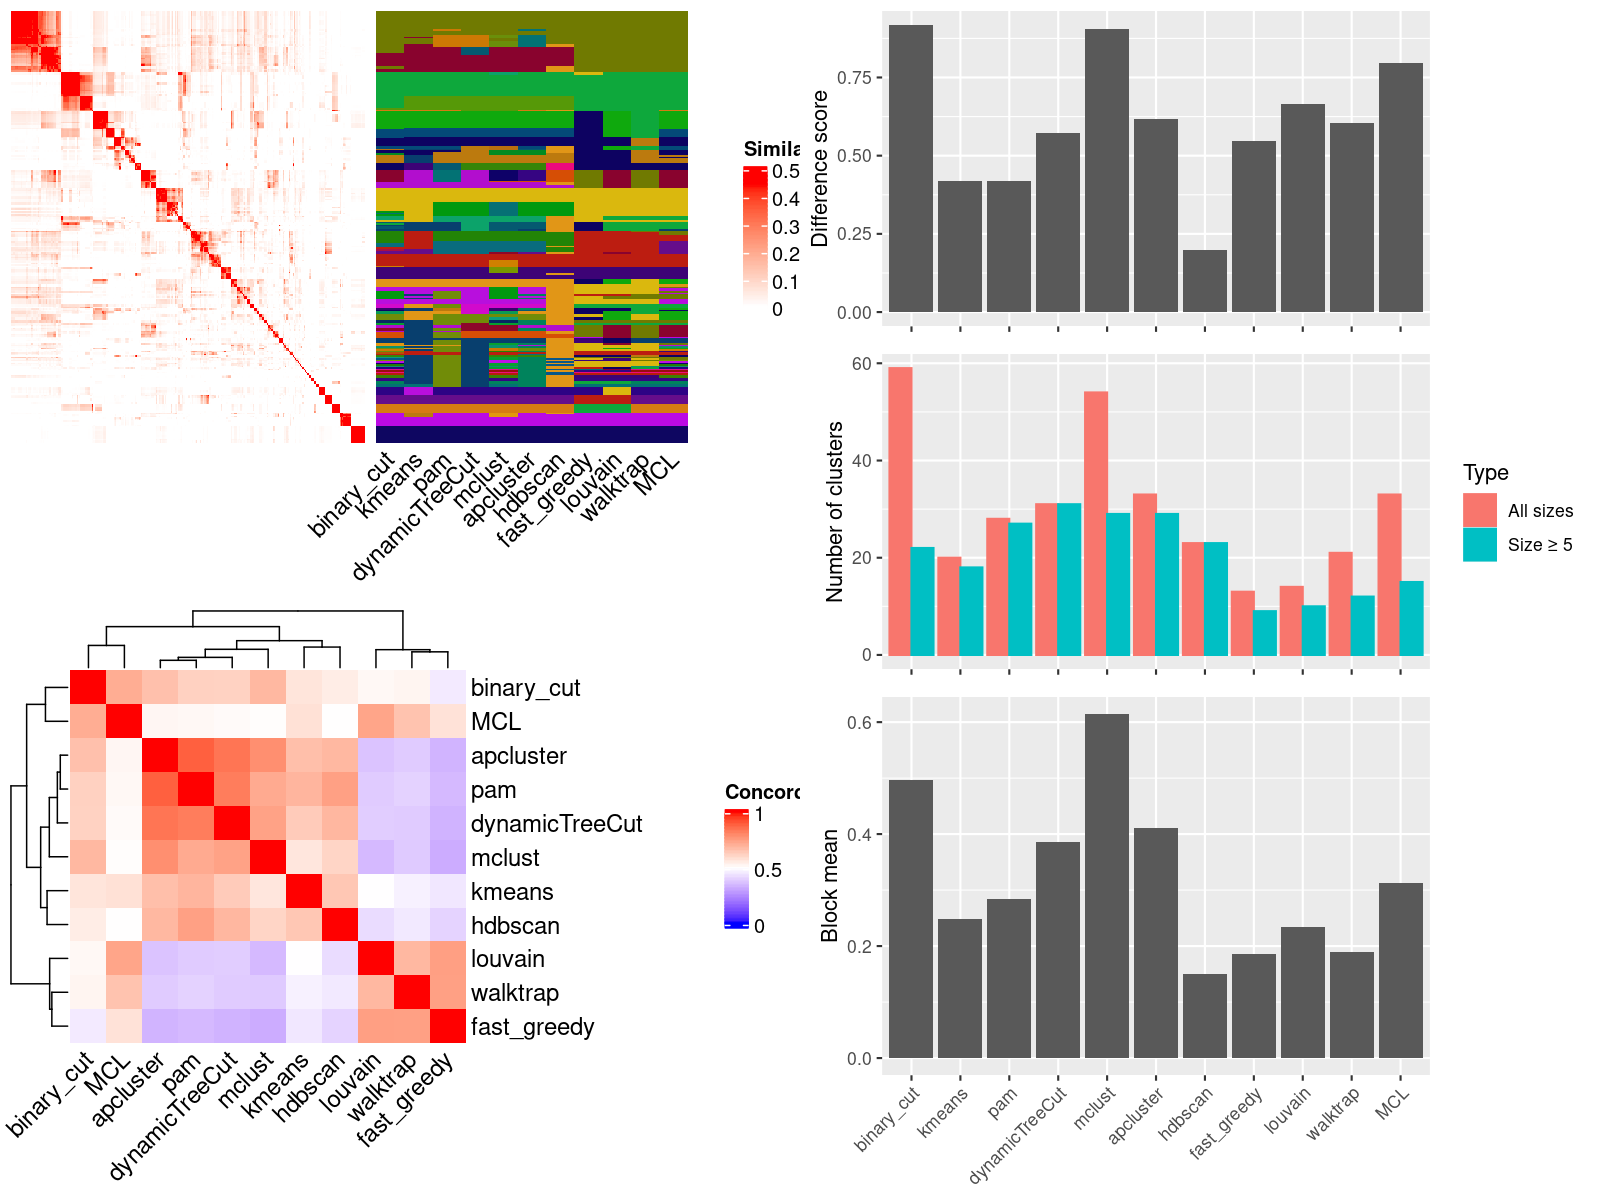 Simila
0.5
0.4
0.3
0.2
0.1
0
binary_cut
kmeans
pam
dynamicTreeCut
mclust
apcluster
hdbscan
fast_greedy
louvain
walktrap
MCL
Difference score
0.75
0.50
0.25
0.00
Number of clusters
60
40
20
0
Type
All sizes
Size ≥ 5
binary_cut
MCL
apcluster
pam
dynamicTreeCut
mclust
kmeans
hdbscan
louvain
walktrap
fast_greedy
binary_cut
MCL
apcluster
pam
dynamicTreeCut
mclust
kmeans
hdbscan
louvain
walktrap
fast_greedy
Concord
1
0.5
0
Block mean
0.6
0.4
0.2
0.0
binary_cut
kmeans
pam
dynamicTreeCut
mclust
apcluster
hdbscan
fast_greedy
louvain
walktrap
MCL